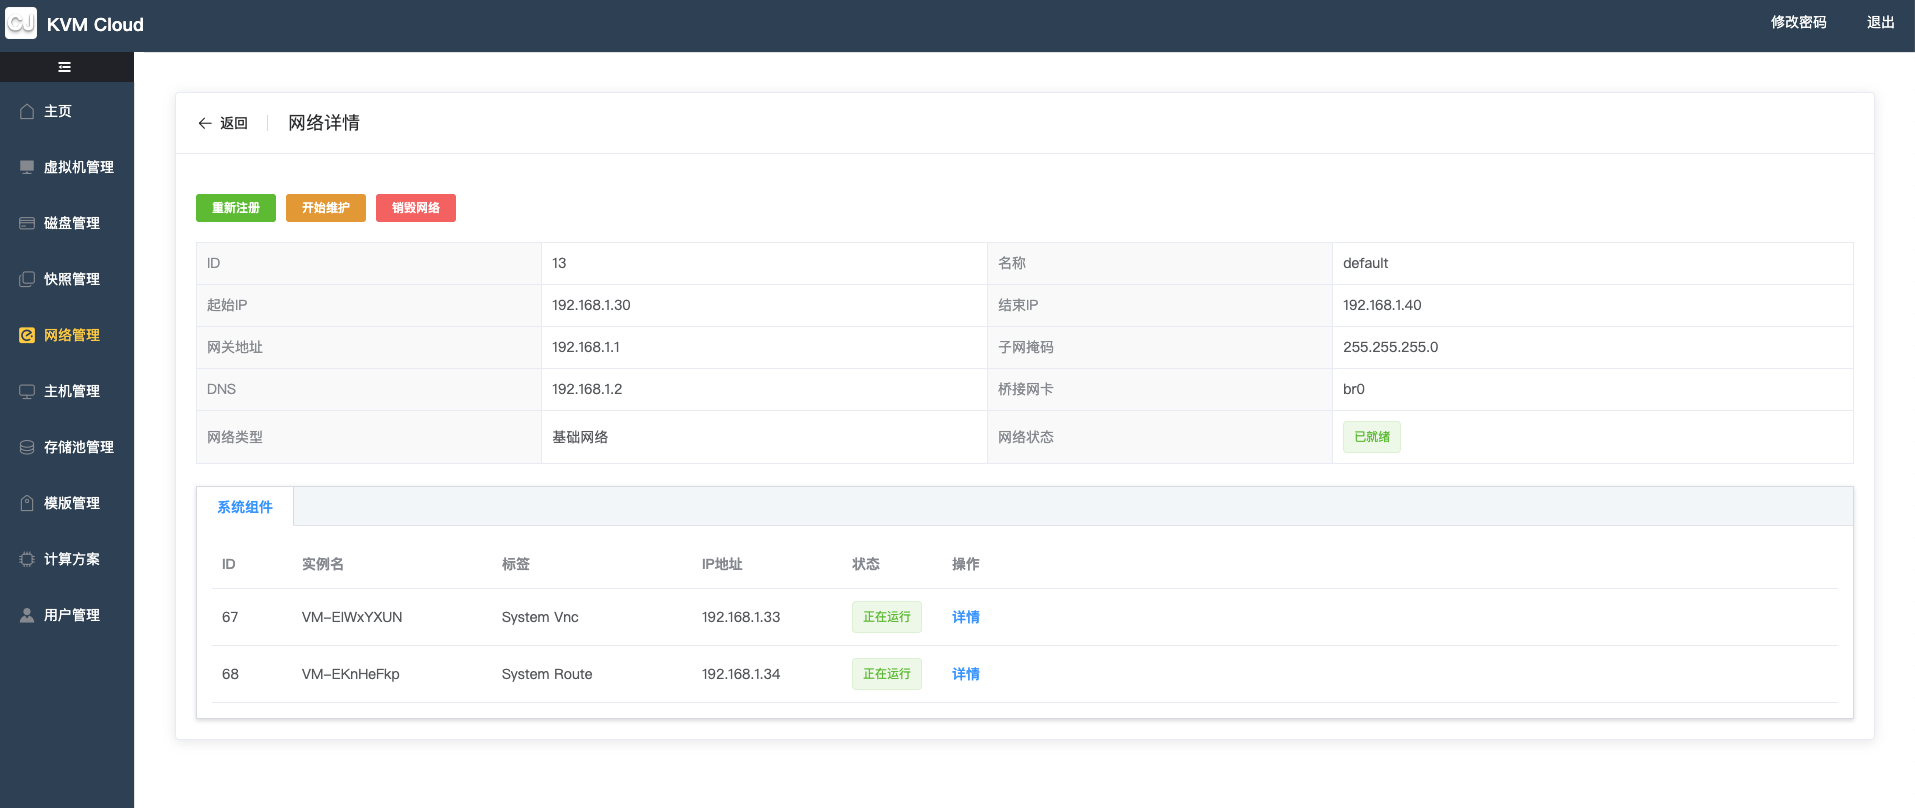 CJ KVM Cloud
修改密码 退出
主页
虚拟机管理
磁盘管理
快照管理
网络管理
主机管理
存储池管理
模版管理
计算方案
用户管理
返回 网络详情
重新注册 开始维护 销毁网络
ID 13 名称 default
起始IP 192.168.1.30 结束IP 192.168.1.40
网关地址 192.168.1.1 子网掩码 255.255.255.0
DNS 192.168.1.2 桥接网卡 br0
网络类型 基础网络 网络状态 已就绪
系统组件
ID 实例名 标签 IP地址 状态 操作
67 VM-EIWxYXUN System Vnc 192.168.1.33 正在运行 详情
68 VM-EKnHeFkp System Route 192.168.1.34 正在运行 详情